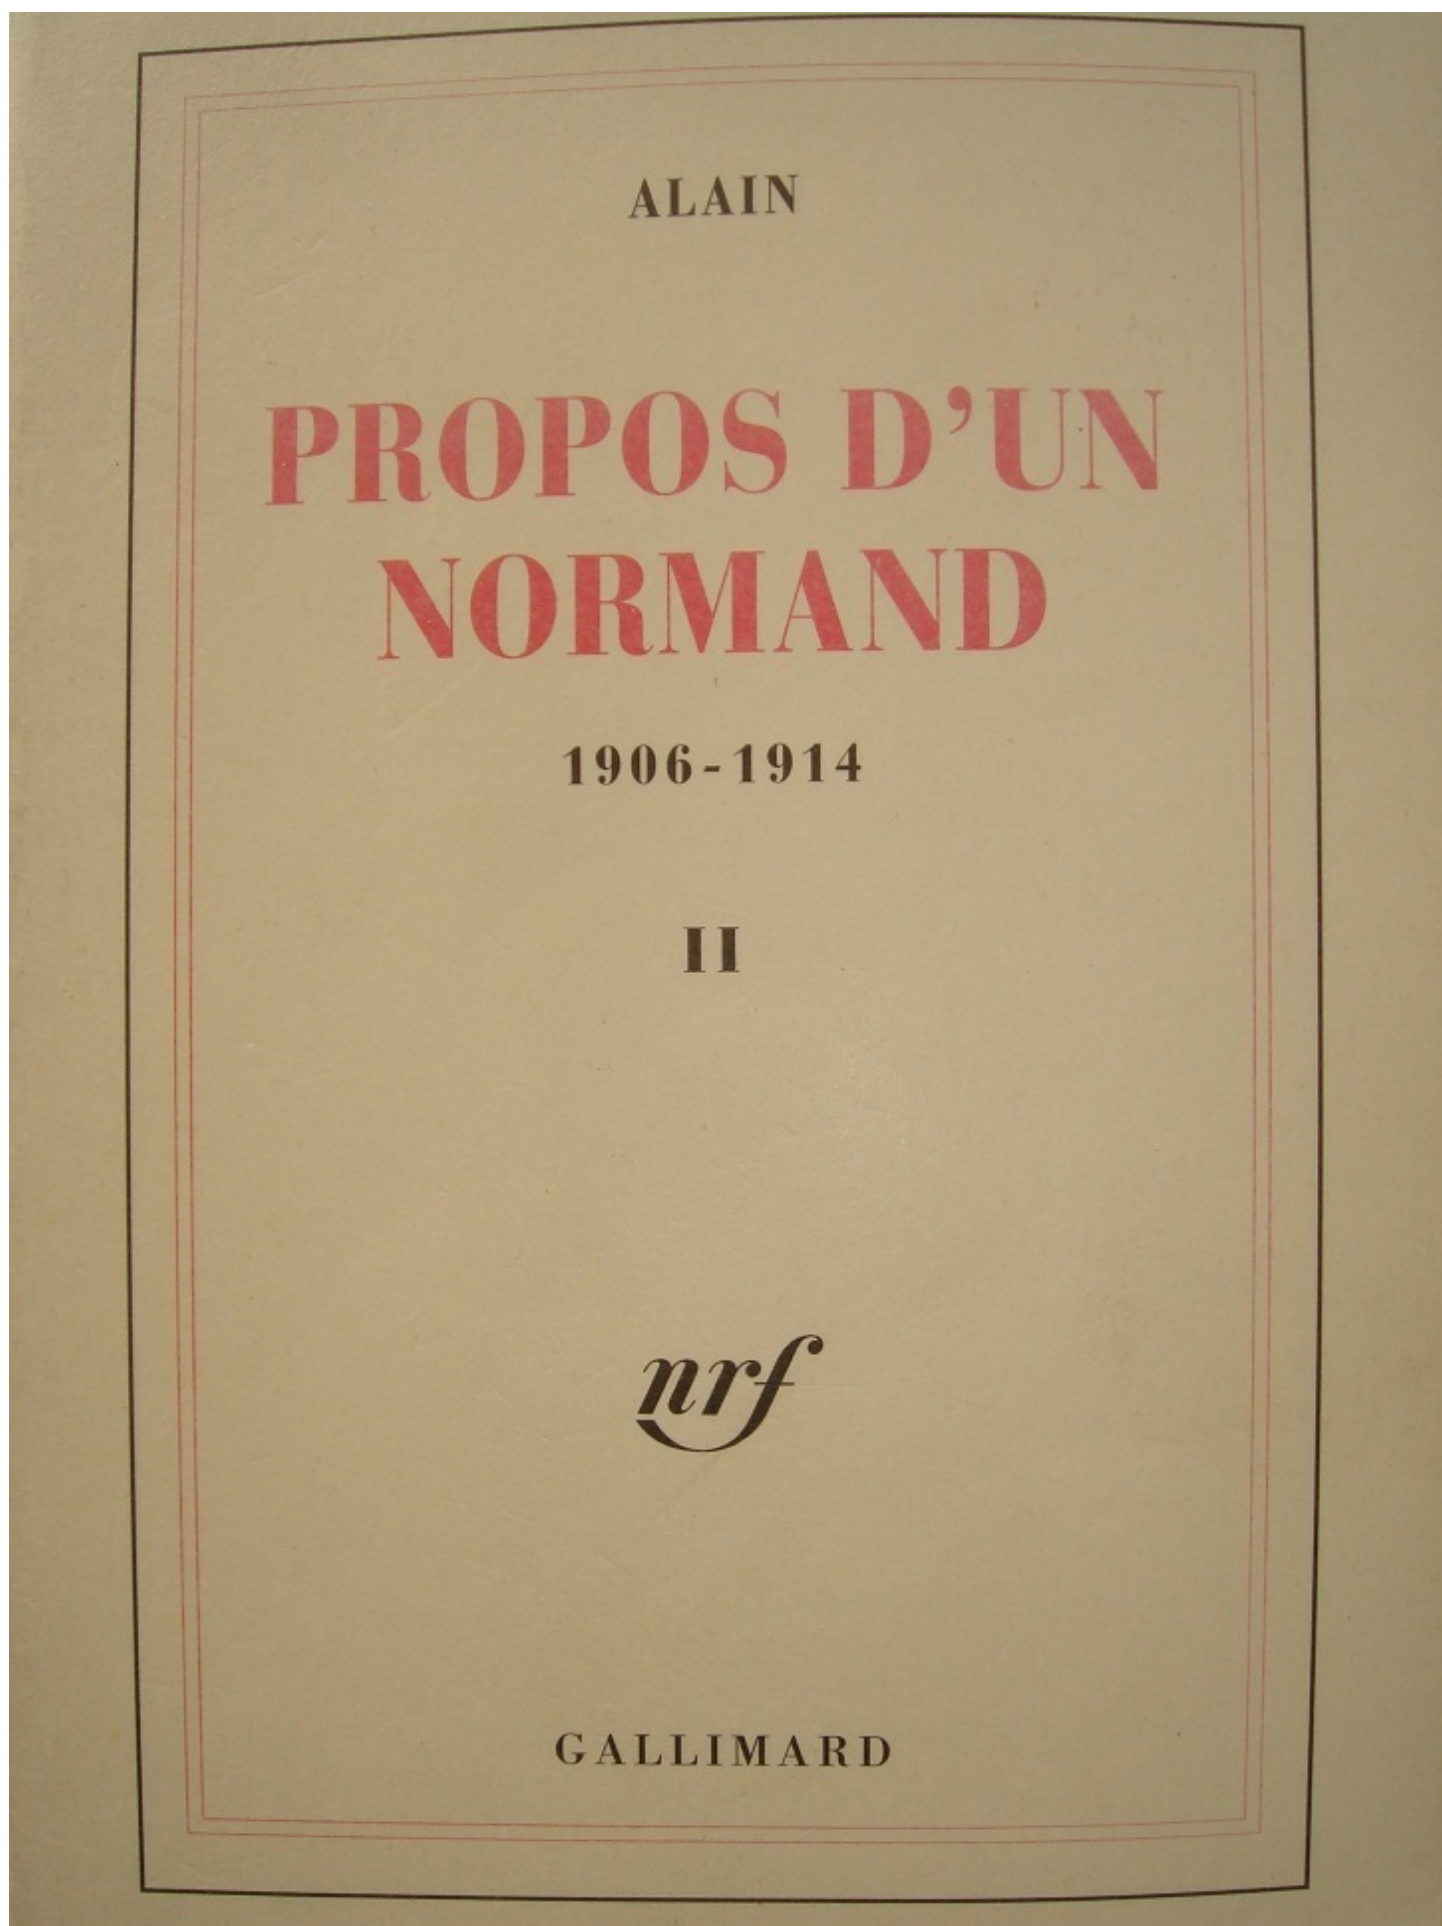 ALAIN
PROPOS D'UN
NORMAND
1906-1914
II
nrf
GALLIMARD